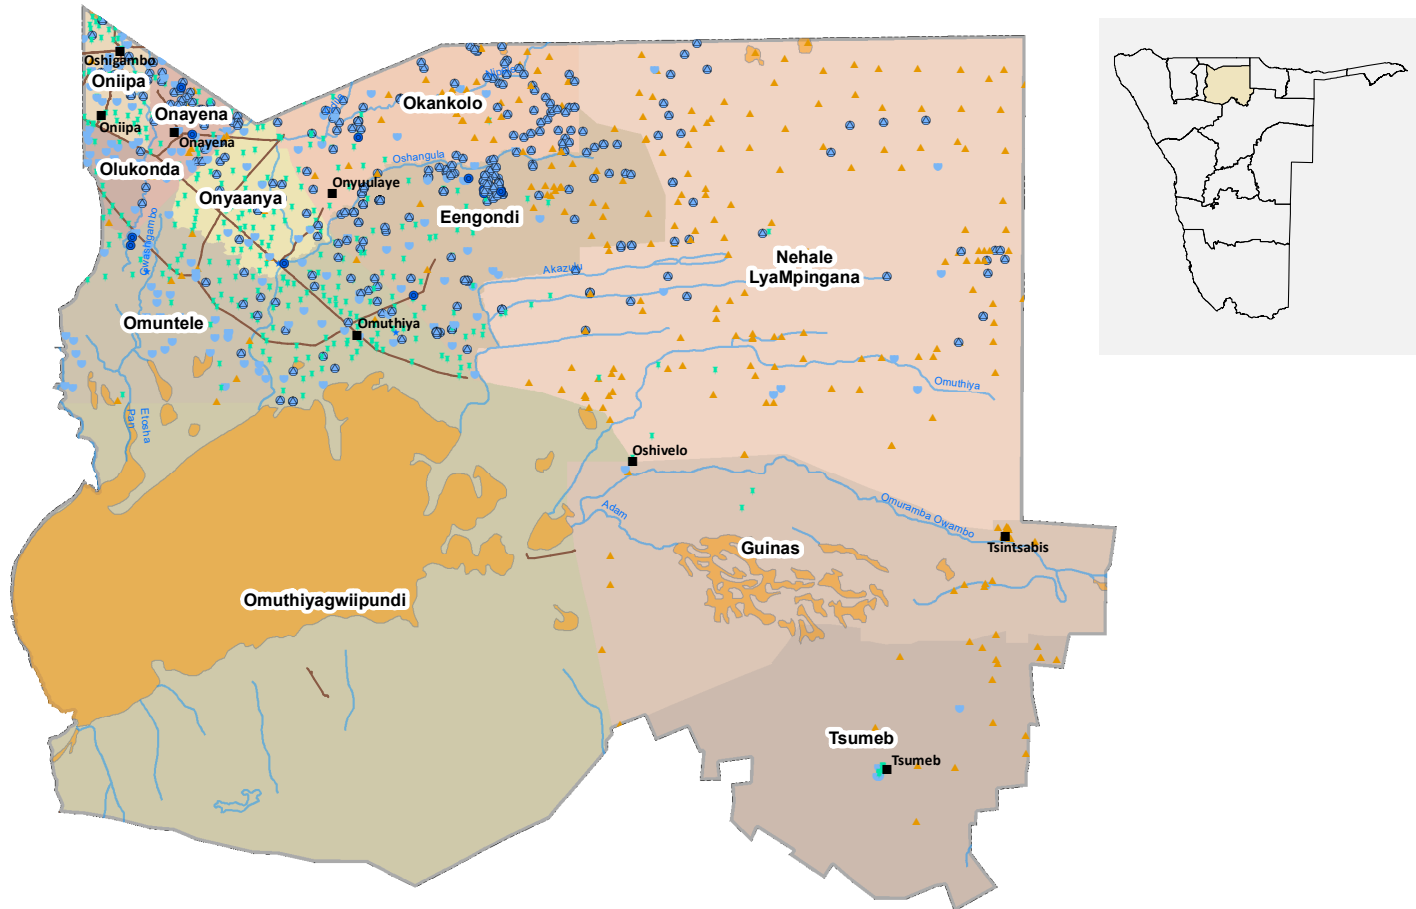 Oshigambo
Oniipa
Oniipa
Onayena
Onayena
Okankolo
Olukonda
Oshangula
Onyuulaye
Onyaanya
Eengondi
Gwashigambo
Nehale
LyaMpingana
Akazulu
Omuntele
Omuthiya
Omuthiya
Etosha
Pan
Oshivelo
Adam
Omuramba Owambo
Guinas
Tsintsabis
Omuthiyagwiipundi
Tsumeb
Tsumeb